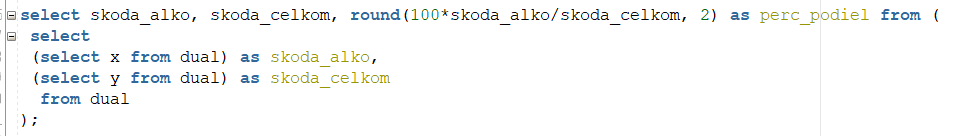 select skoda_alko, skoda_celkom, round(100*skoda_alko/skoda_celkom, 2) as perc_podiel from (
select
(select x from dual) as skoda_alko,
(select y from dual) as skoda_celkom
from dual
);